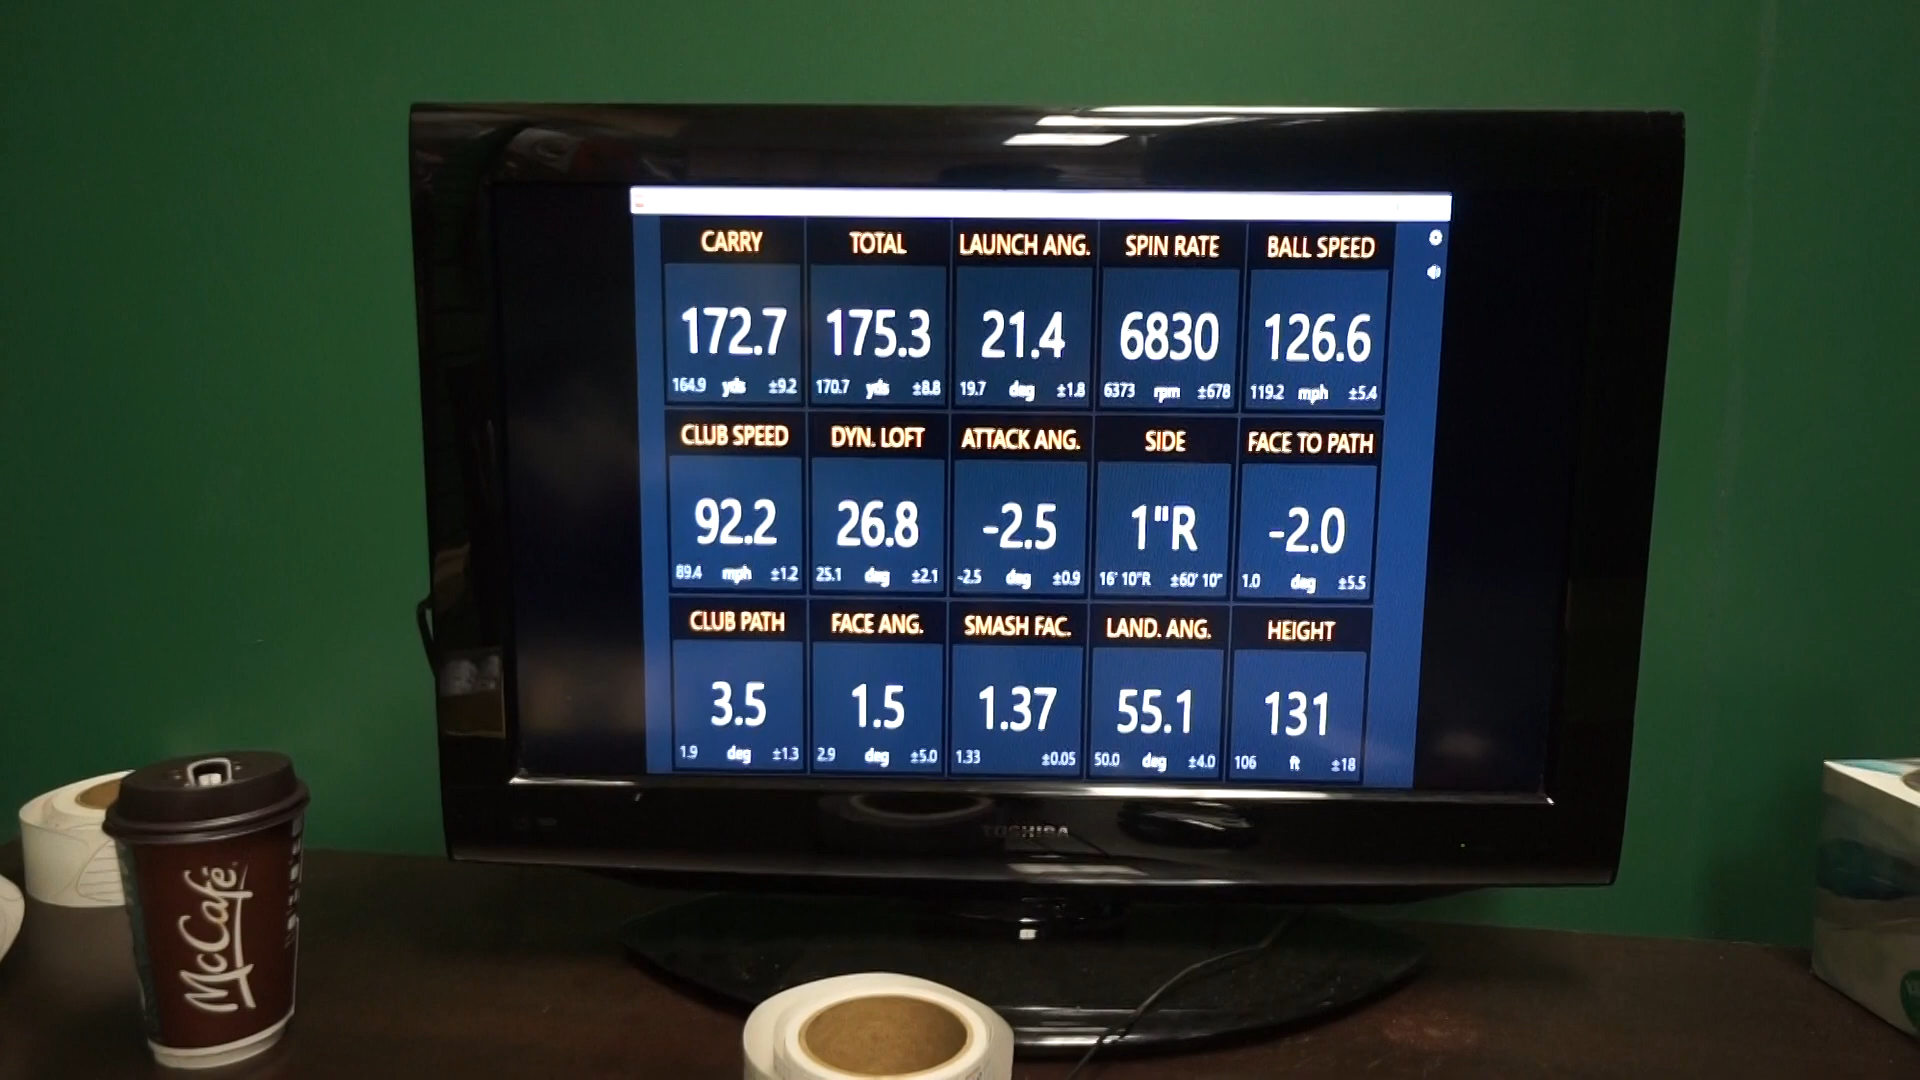 CARRY TOTAL LAUNCH ANG. SPIN RATE BALL SPEED
172.7 175.3 21.4 6830 126.6
164.9 yds ±9.2 170.7 yds ±8.8 19.7 deg ±1.8 6373 rpm ±678 119.2 mph ±5.4
CLUB SPEED DYN. LOFT ATTACK ANG. SIDE FACE TO PATH
92.2 26.8 -2.5 1"R -2.0
89.4 mph ±1.2 25.1 deg ±2.1 -2.5 deg ±0.9 16' 10"R ±60' 10" 1.0 deg ±5.5
CLUB PATH FACE ANG. SMASH FAC. LAND. ANG. HEIGHT
3.5 1.5 1.37 55.1 131
1.9 deg ±1.3 2.9 deg ±5.0 1.33 ±0.05 50.0 deg ±4.0 106 ft ±18
TOSHIBA
McCafé